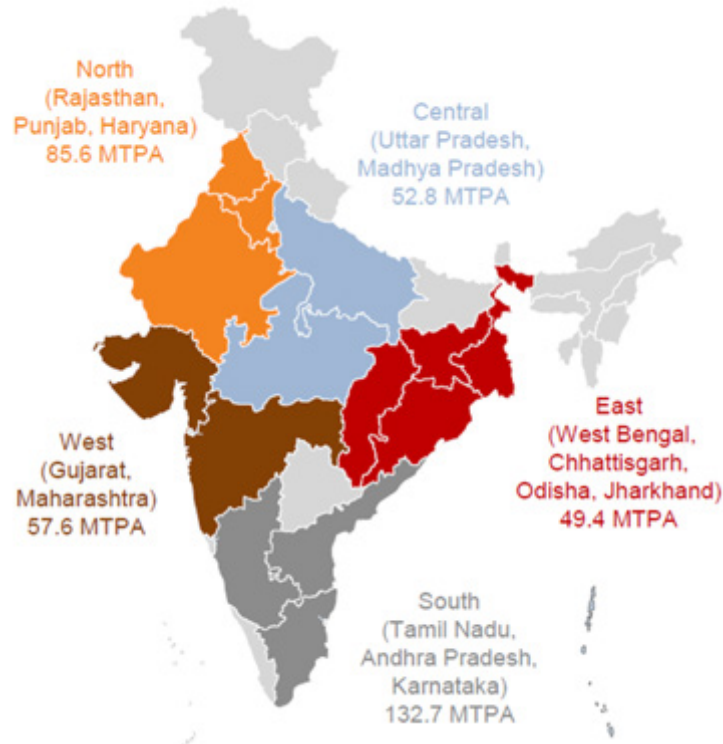 North
(Rajasthan,
Punjab, Haryana)
85.6 MTPA
Central
(Uttar Pradesh,
Madhya Pradesh)
52.8 MTPA
West
(Gujarat,
Maharashtra)
57.6 MTPA
East
(West Bengal,
Chhattisgarh,
Odisha, Jharkhand)
49.4 MTPA
South
(Tamil Nadu,
Andhra Pradesh,
Karnataka)
132.7 MTPA